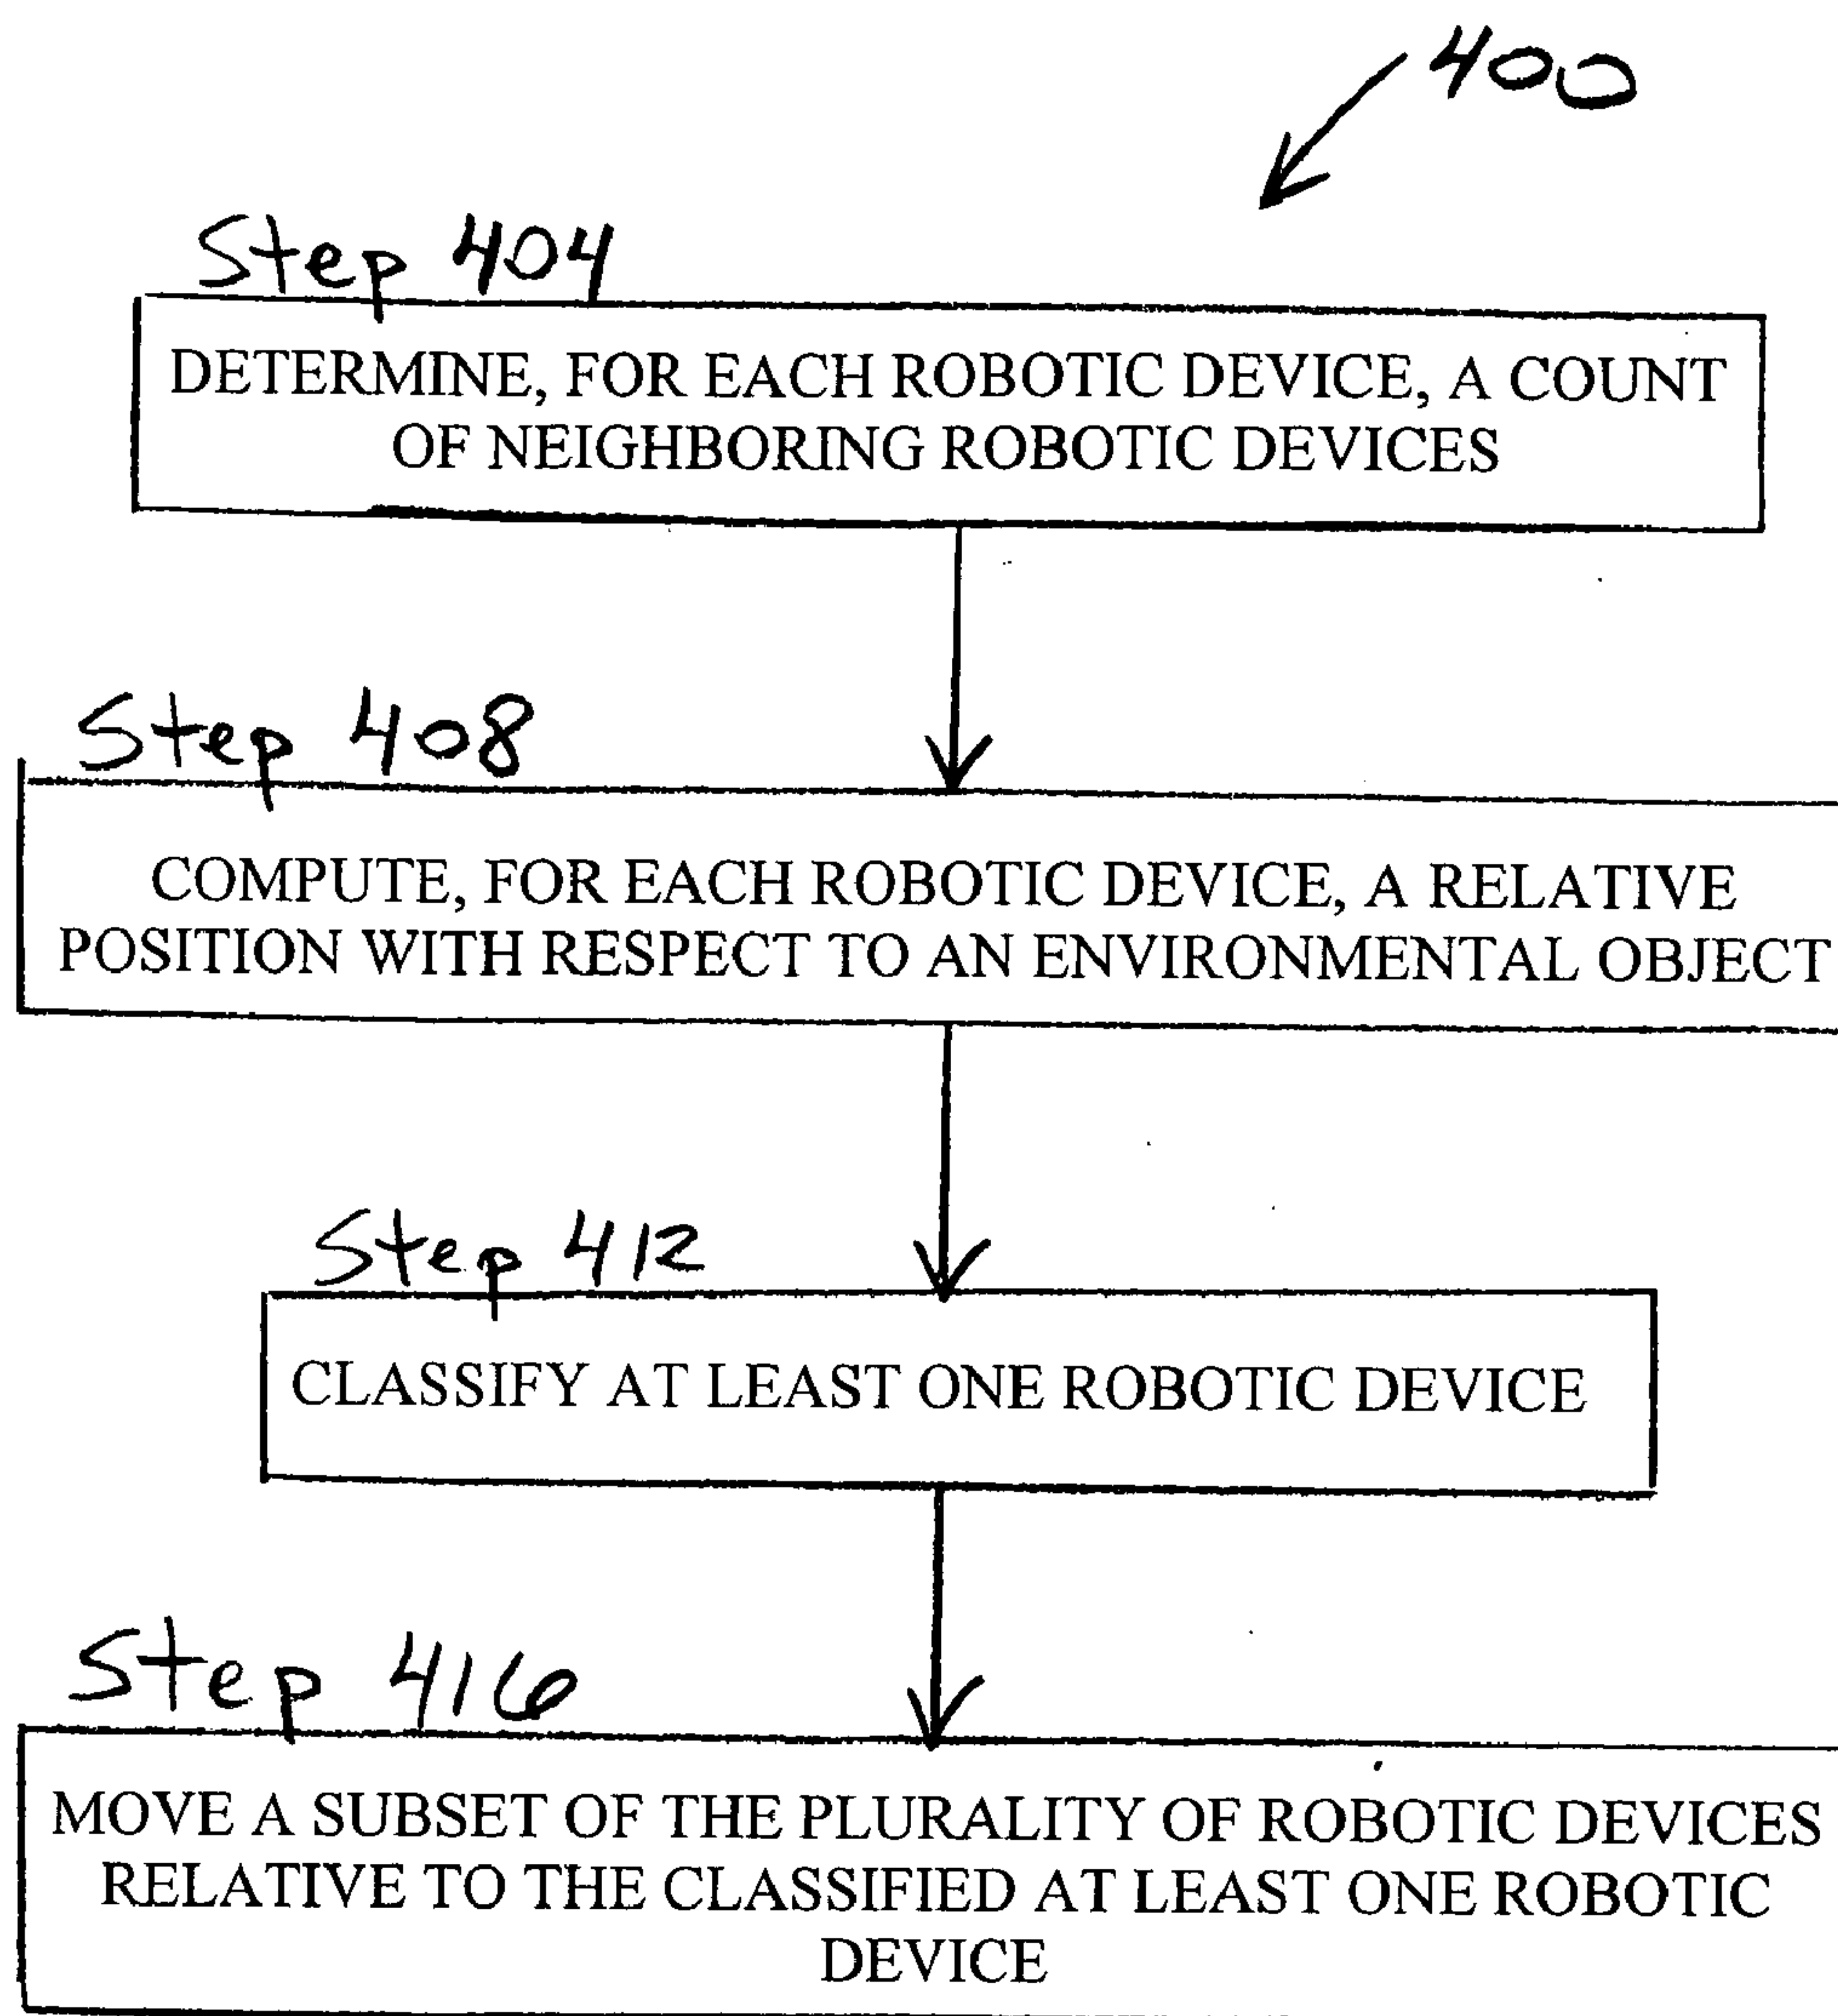 400
Step 404
DETERMINE, FOR EACH ROBOTIC DEVICE, A COUNT
OF NEIGHBORING ROBOTIC DEVICES
Step 408
COMPUTE, FOR EACH ROBOTIC DEVICE, A RELATIVE
POSITION WITH RESPECT TO AN ENVIRONMENTAL OBJECT
Step 412
CLASSIFY AT LEAST ONE ROBOTIC DEVICE
Step 416
MOVE A SUBSET OF THE PLURALITY OF ROBOTIC DEVICES
RELATIVE TO THE CLASSIFIED AT LEAST ONE ROBOTIC
DEVICE